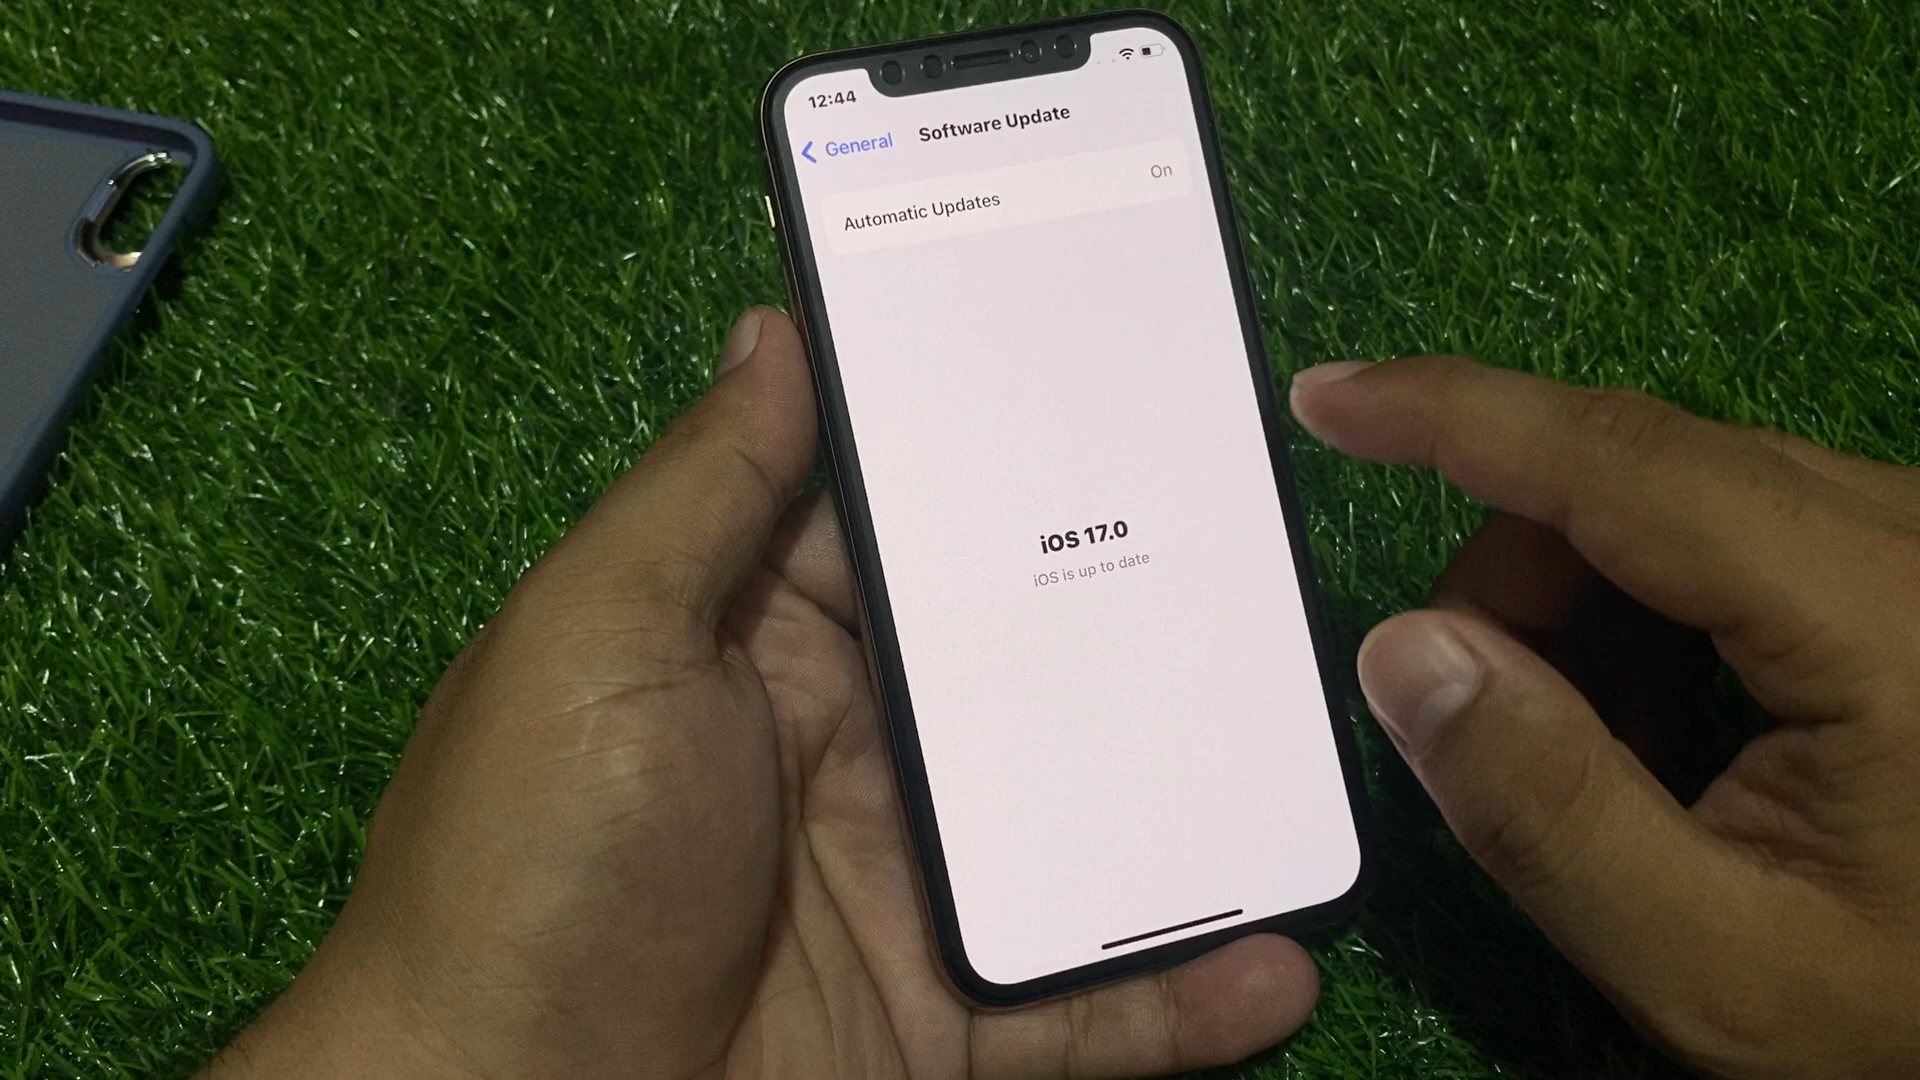 12:44
General
Software Update
Automatic Updates
On
iOS 17.0
iOS is up to date